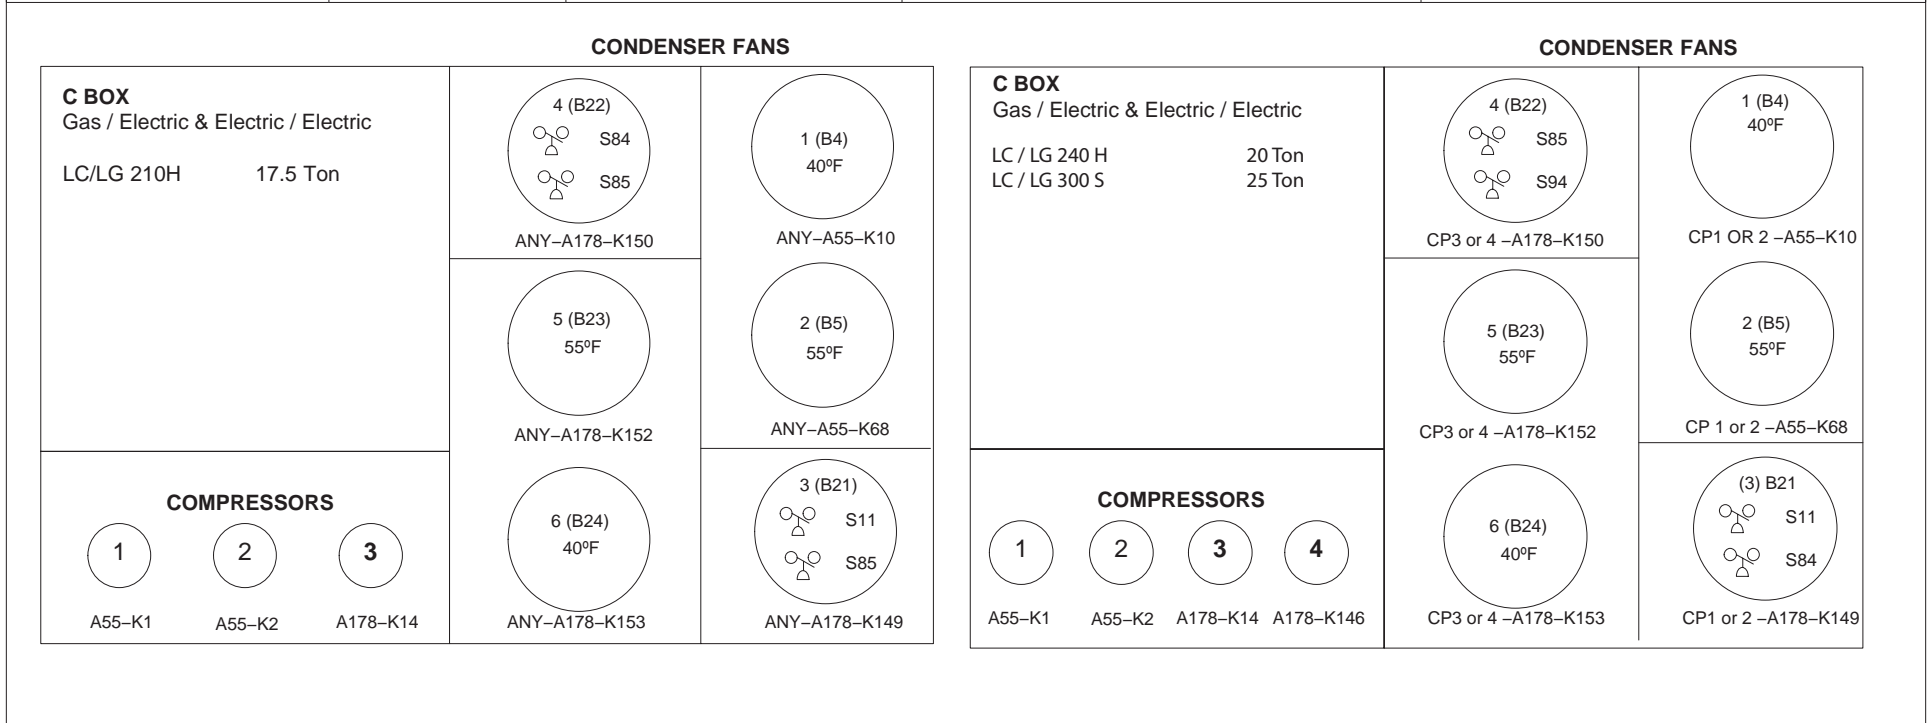 CONDENSER FANS
C BOX
Gas / Electric & Electric / Electric
LC/LG 210H 17.5 Ton
4 (B22)
S84
S85
ANY–A178–K150
1 (B4)
40ºF
ANY–A55–K10
5 (B23)
55ºF
ANY–A178–K152
2 (B5)
55ºF
ANY–A55–K68
COMPRESSORS
1 2 3
A55–K1 A55–K2 A178–K14
6 (B24)
40ºF
ANY–A178–K153
3 (B21)
S11
S85
ANY–A178–K149
CONDENSER FANS
C BOX
Gas / Electric & Electric / Electric
LC / LG 240 H 20 Ton
LC / LG 300 S 25 Ton
4 (B22)
S85
S94
CP3 or 4 –A178–K150
1 (B4)
40ºF
CP1 OR 2 –A55–K10
5 (B23)
55ºF
CP3 or 4 –A178–K152
2 (B5)
55ºF
CP 1 or 2 –A55–K68
COMPRESSORS
1 2 3 4
A55–K1 A55–K2 A178–K14 A178–K146
6 (B24)
40ºF
CP3 or 4 –A178–K153
(3) B21
S11
S84
CP1 or 2 –A178–K149